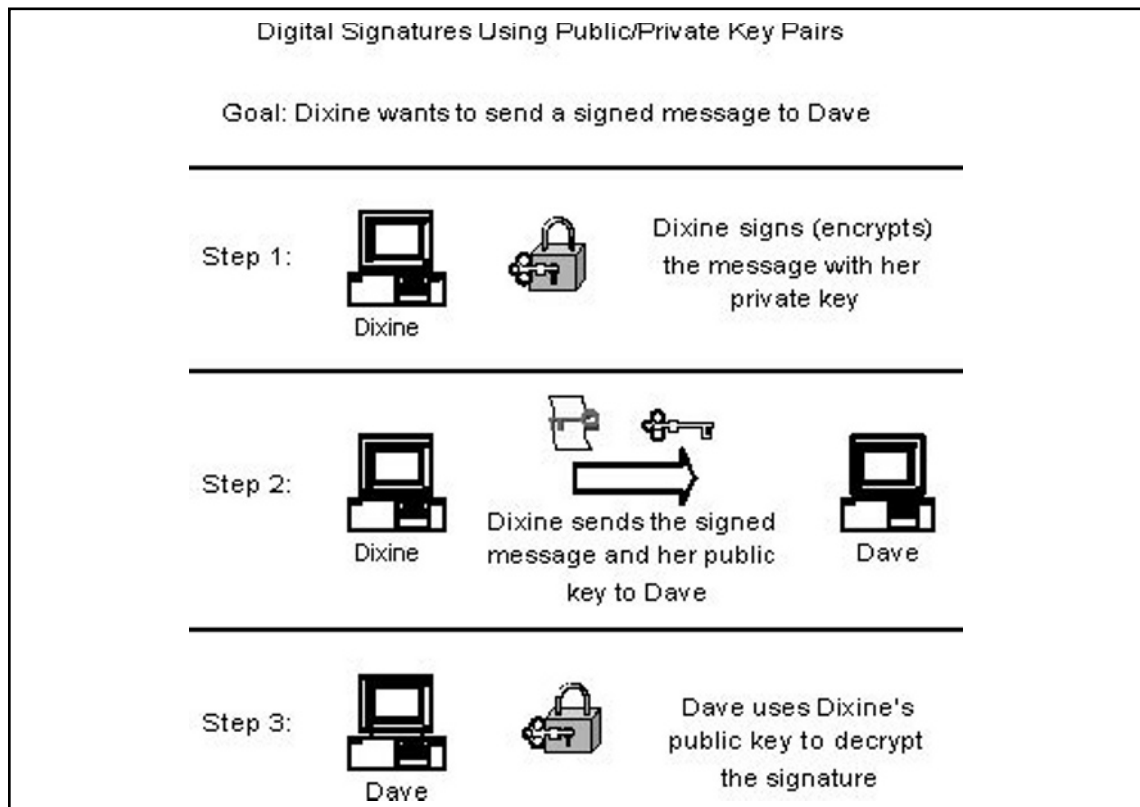 Digital Signatures Using Public/Private Key Pairs
Goal: Dixine wants to send a signed message to Dave
Step 1:
Dixine
Dixine signs (encrypts)
the message with her
private key
Step 2:
Dixine
Dixine sends the signed
message and her public
key to Dave
Dave
Step 3:
Dave
Dave uses Dixine's
public key to decrypt
the signature